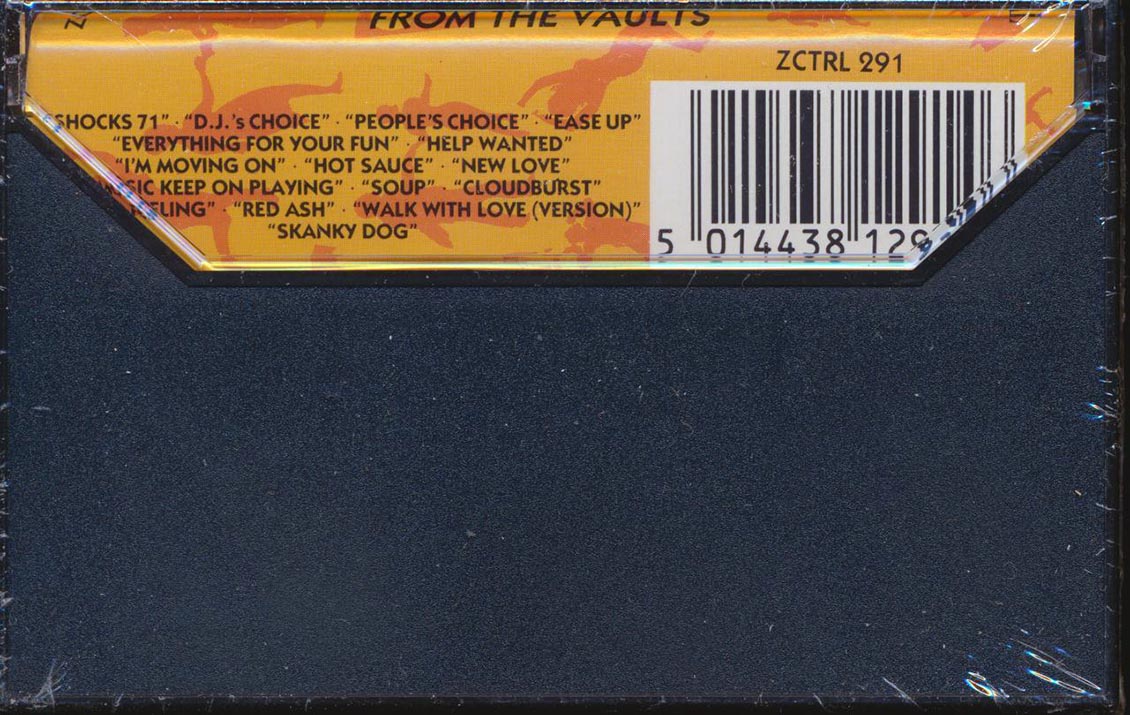 FROM THE VAULTS
ZCTRL 291
SHOCKS 71” · “D.J.'s CHOICE” · “PEOPLE'S CHOICE” · “EASE UP”
“EVERYTHING FOR YOUR FUN” · “HELP WANTED”
“I'M MOVING ON” · “HOT SAUCE” · “NEW LOVE”
KEEP ON PLAYING” · “SOUP” · “CLOUDBURST”
“RED ASH” · “WALK WITH LOVE (VERSION)”
“SKANKY DOG”
5 014438 129